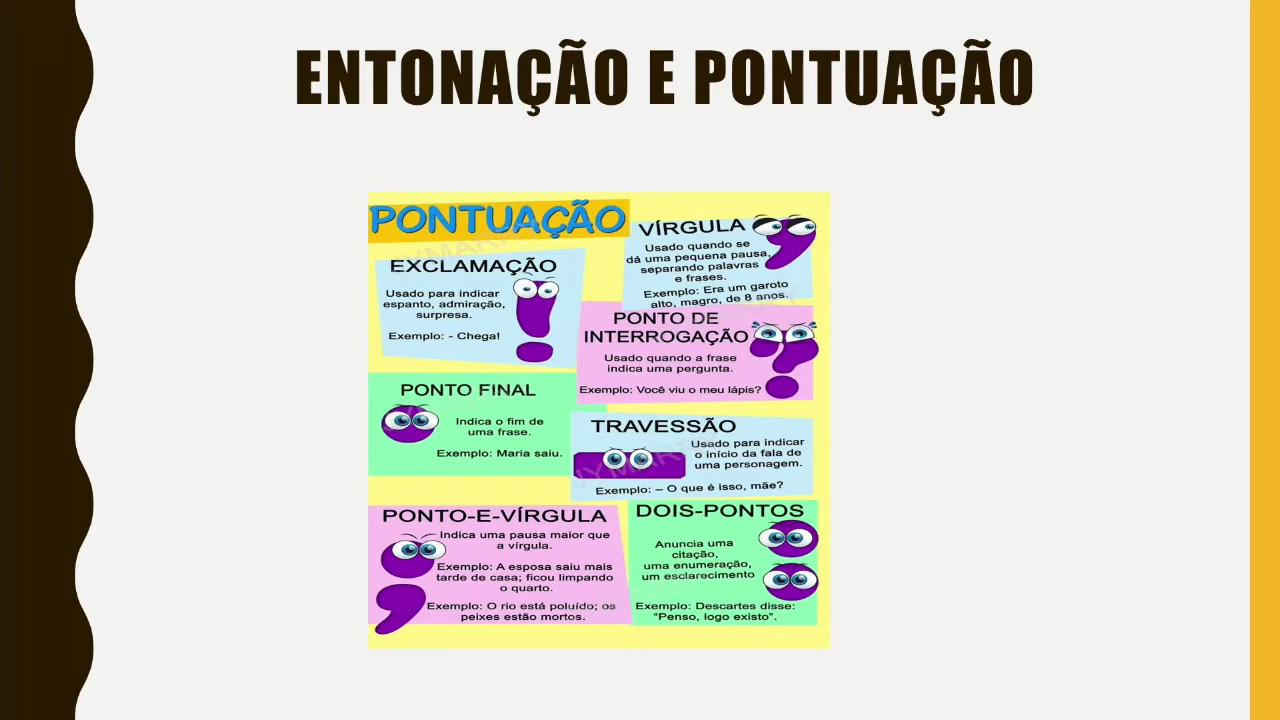 ENTONAÇÃO E PONTUAÇÃO
PONTUAÇÃO
EXCLAMAÇÃO
Usado para indicar
espanto, admiração,
surpresa.
Exemplo: - Chega!
VÍRGULA
Usado quando se
dá uma pequena pausa,
separando palavras
e frases.
Exemplo: Era um garoto
alto, magro, de 8 anos.
PONTO DE
INTERROGAÇÃO
Usado quando a frase
indica uma pergunta.
Exemplo: Você viu o meu lápis?
PONTO FINAL
Indica o fim de
uma frase.
Exemplo: Maria saiu.
TRAVESSÃO
Usado para indicar
o início da fala de
uma personagem.
Exemplo: – O que é isso, mãe?
PONTO-E-VÍRGULA
Indica uma pausa maior que
a vírgula.
Exemplo: A esposa saiu mais
tarde de casa; ficou limpando
o quarto.
Exemplo: O rio está poluído; os
peixes estão mortos.
DOIS-PONTOS
Anuncia uma
citação,
uma enumeração,
um esclarecimento
Exemplo: Descartes disse:
"Penso, logo existo".